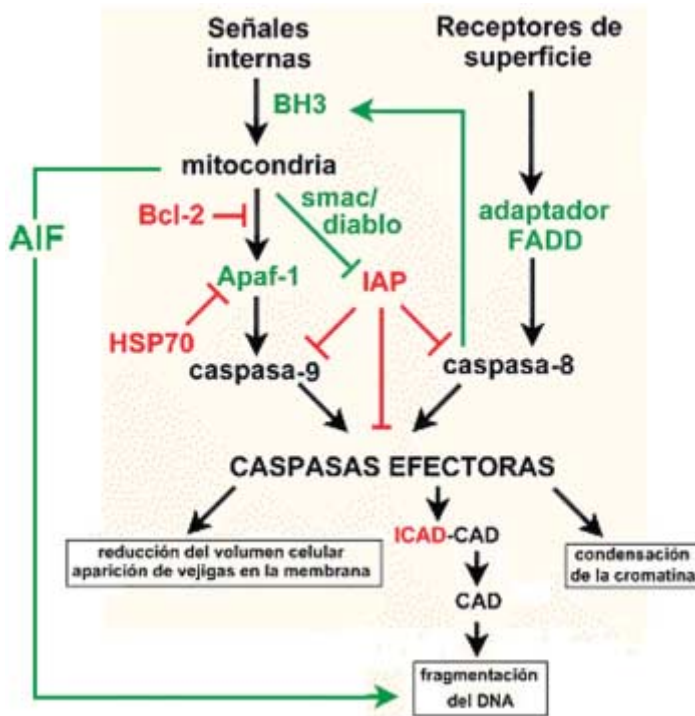 Señales
internas
Receptores de
superficie
BH3
mitocondria
Bcl-2
smac/
diablo
adaptador
FADD
AIF
Apaf-1
IAP
HSP70
caspasa-9
caspasa-8
CASPASAS EFECTORAS
reducción del volumen celular
aparición de vejigas en la membrana
ICAD-CAD
condensación
de la cromatina
CAD
fragmentación
del DNA